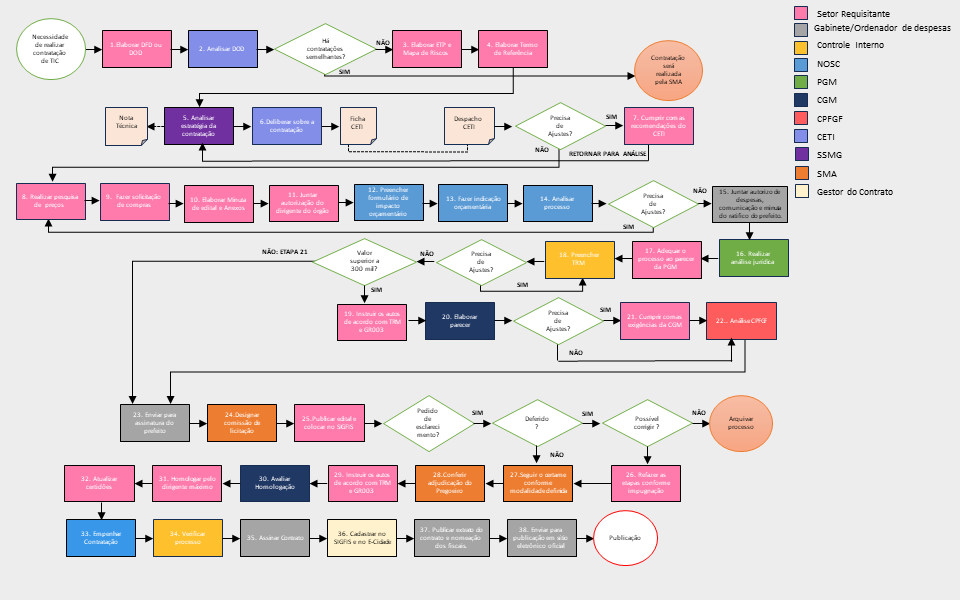 Necessidade
de realizar
contratação
de TIC
1.Elaborar DFD ou
DOD
2. Analisar DOD
Há
contratações
semelhantes?
NÃO
SIM
3. Elaborar ETP e
Mapa de Riscos
4. Elaborar Termo
de Referência
Contratação
será
realizada
pela SMA
Setor Requisitante
Gabinete/Ordenador de despesas
Controle Interno
NOSC
PGM
CGM
CPFGF
CETI
SSMG
SMA
Gestor do Contrato
Nota
Técnica
5. Analisar
estratégia da
contratação
6.Deliberar sobre a
contratação
Ficha
CETI
Despacho
CETI
Precisa
de
Ajustes?
SIM
NÃO
7. Cumprir com as
recomendações do
CETI
RETORNAR PARA ANÁLISE
8. Realizar pesquisa
de preços
9. Fazer solicitação
de compras
10. Elaborar Minuta
de edital e Anexos
11. Juntar
autorização do
dirigente do órgão
12. Preencher
formulário de
impacto
orçamentário
13. Fazer indicação
orçamentária
14. Analisar
processo
Precisa
de
Ajustes?
NÃO
SIM
15. Juntar autorizo de
despesas,
comunicação e minuta
do ratifico do prefeito.
16. Realizar
análise jurídica
17. Adequar o
processo ao parecer
da PGM
18. Preencher
TRM
Precisa
de
Ajustes?
NÃO
SIM
Valor
superior a
300 mil?
NÃO: ETAPA 21
SIM
19. Instruir os autos
de acordo com TRM
e GR003
20. Elaborar
parecer
Precisa
de
Ajustes?
SIM
NÃO
21. Cumprir com as
exigências da CGM
22.. Análise CPFGF
23. Enviar para
assinatura do
prefeito
24.Designar
comissão de
licitação
25.Publicar edital e
colocar no SIGFIS
Pedido
de
esclareci
mento?
SIM
Deferido
?
SIM
NÃO
Possível
corrigir ?
NÃO
Arquivar
processo
32. Atualizar
certidões
31. Homologar pelo
dirigente máximo
30. Avaliar
Homologação
29. Instruir os autos
de acordo com TRM
e GR003
28.Conferir
adjudicação do
Pregoeiro
27.Seguir o certame
conforme
modalidade definida
26. Refazer as
etapas conforme
impugnação
33. Empenhar
Contratação
34. Verificar
processo
35. Assinar Contrato
36. Cadastrar no
SIGFIS e no E-Cidade
37. Publicar extrato do
contrato e nomeação
dos fiscais.
38. Enviar para
publicação em sítio
eletrônico oficial
Publicação